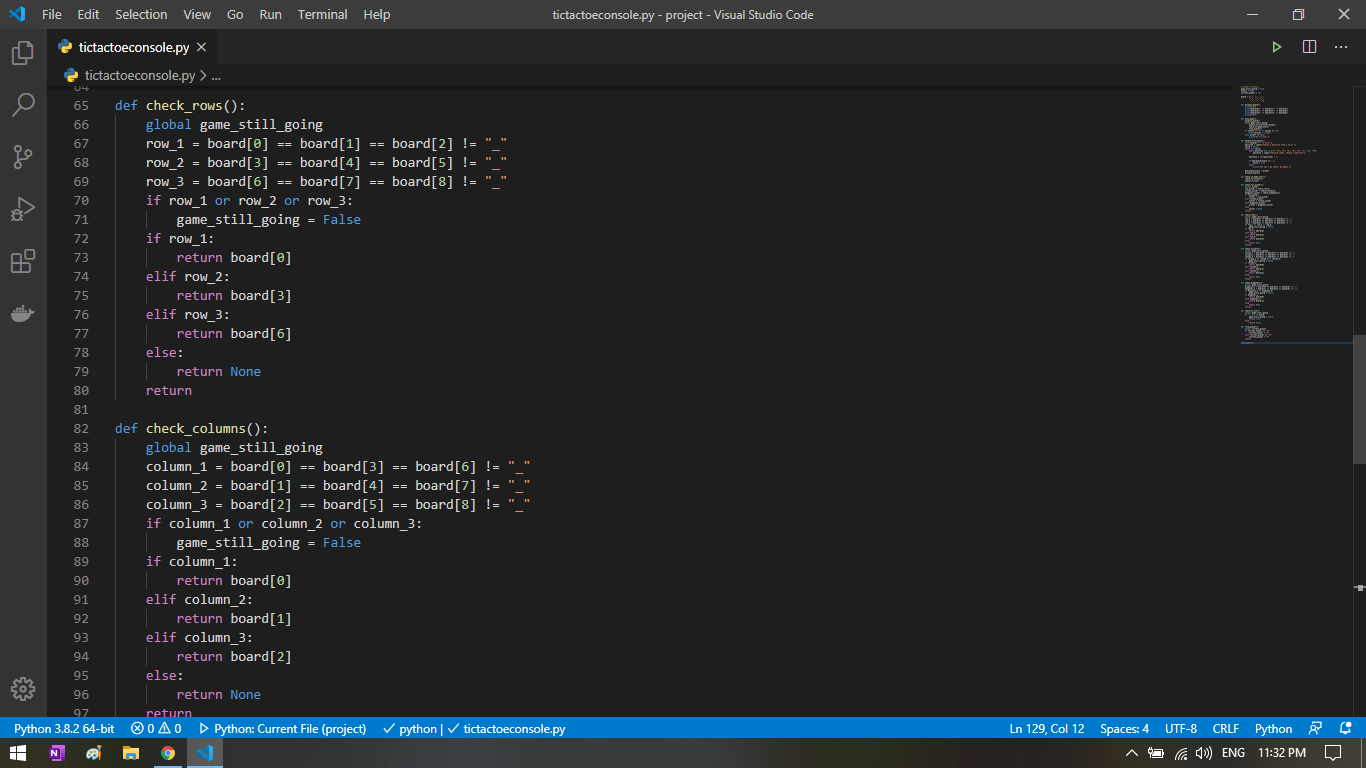 File Edit Selection View Go Run Terminal Help tictactoeconsole.py - project - Visual Studio Code
tictactoeconsole.py
tictactoeconsole.py > ...
64
65 def check_rows():
66     global game_still_going
67     row_1 = board[0] == board[1] == board[2] != "_"
68     row_2 = board[3] == board[4] == board[5] != "_"
69     row_3 = board[6] == board[7] == board[8] != "_"
70     if row_1 or row_2 or row_3:
71         game_still_going = False
72     if row_1:
73         return board[0]
74     elif row_2:
75         return board[3]
76     elif row_3:
77         return board[6]
78     else:
79         return None
80     return
81
82 def check_columns():
83     global game_still_going
84     column_1 = board[0] == board[3] == board[6] != "_"
85     column_2 = board[1] == board[4] == board[7] != "_"
86     column_3 = board[2] == board[5] == board[8] != "_"
87     if column_1 or column_2 or column_3:
88         game_still_going = False
89     if column_1:
90         return board[0]
91     elif column_2:
92         return board[1]
93     elif column_3:
94         return board[2]
95     else:
96         return None
97     return
Python 3.8.2 64-bit 0 0 Python: Current File (project) python | tictactoeconsole.py Ln 129, Col 12 Spaces: 4 UTF-8 CRLF Python
N ENG 11:32 PM